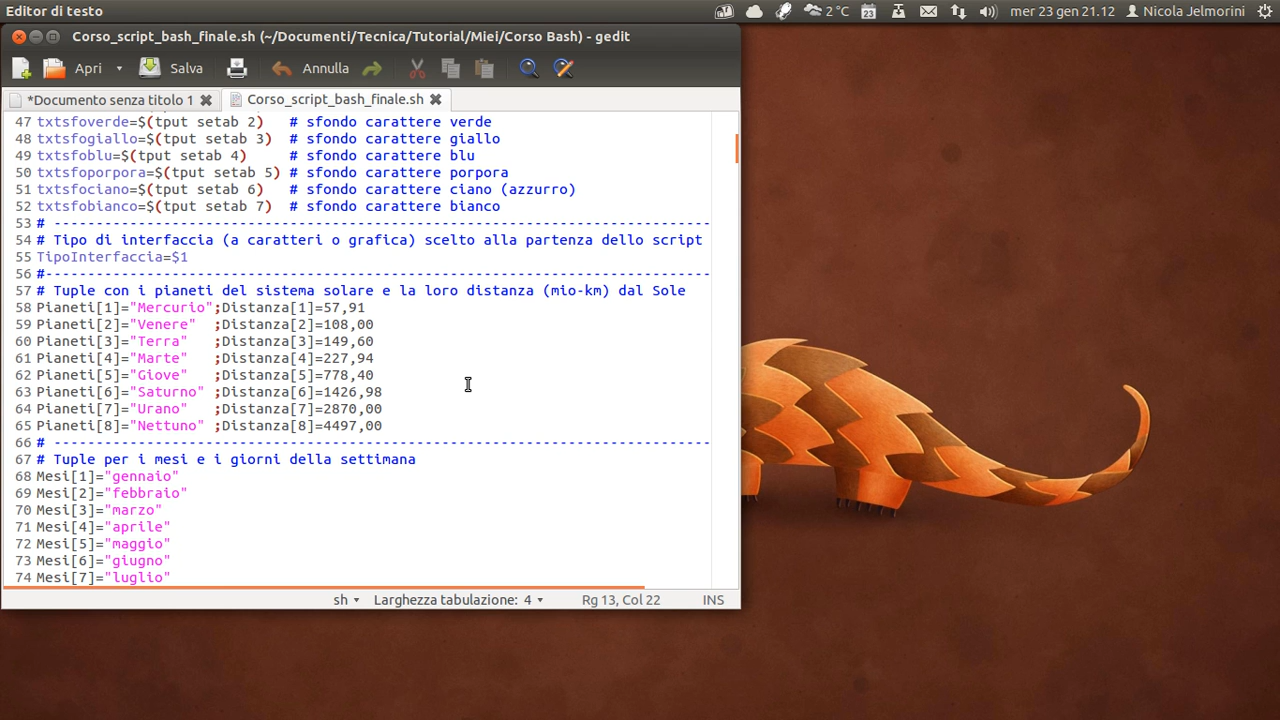 Editor di testo
2 °C
23
mer 23 gen 21.12
Nicola Jelmorini
Corso_script_bash_finale.sh (~/Documenti/Tecnica/Tutorial/Miei/Corso Bash) - gedit
Apri
Salva
Annulla
*Documento senza titolo 1
Corso_script_bash_finale.sh
47 txtsfoverde=$(tput setab 2)   # sfondo carattere verde
48 txtsfogiallo=$(tput setab 3)  # sfondo carattere giallo
49 txtsfoblu=$(tput setab 4)     # sfondo carattere blu
50 txtsfoporpora=$(tput setab 5) # sfondo carattere porpora
51 txtsfociano=$(tput setab 6)   # sfondo carattere ciano (azzurro)
52 txtsfobianco=$(tput setab 7)  # sfondo carattere bianco
53 # ------------------------------------------------------------------------------
54 # Tipo di interfaccia (a caratteri o grafica) scelto alla partenza dello script
55 TipoInterfaccia=$1
56 #-------------------------------------------------------------------------------
57 # Tuple con i pianeti del sistema solare e la loro distanza (mio-km) dal Sole
58 Pianeti[1]="Mercurio";Distanza[1]=57,91
59 Pianeti[2]="Venere"  ;Distanza[2]=108,00
60 Pianeti[3]="Terra"   ;Distanza[3]=149,60
61 Pianeti[4]="Marte"   ;Distanza[4]=227,94
62 Pianeti[5]="Giove"   ;Distanza[5]=778,40
63 Pianeti[6]="Saturno" ;Distanza[6]=1426,98
64 Pianeti[7]="Urano"   ;Distanza[7]=2870,00
65 Pianeti[8]="Nettuno" ;Distanza[8]=4497,00
66 # ------------------------------------------------------------------------------
67 # Tuple per i mesi e i giorni della settimana
68 Mesi[1]="gennaio"
69 Mesi[2]="febbraio"
70 Mesi[3]="marzo"
71 Mesi[4]="aprile"
72 Mesi[5]="maggio"
73 Mesi[6]="giugno"
74 Mesi[7]="luglio"
sh
Larghezza tabulazione: 4
Rg 13, Col 22
INS